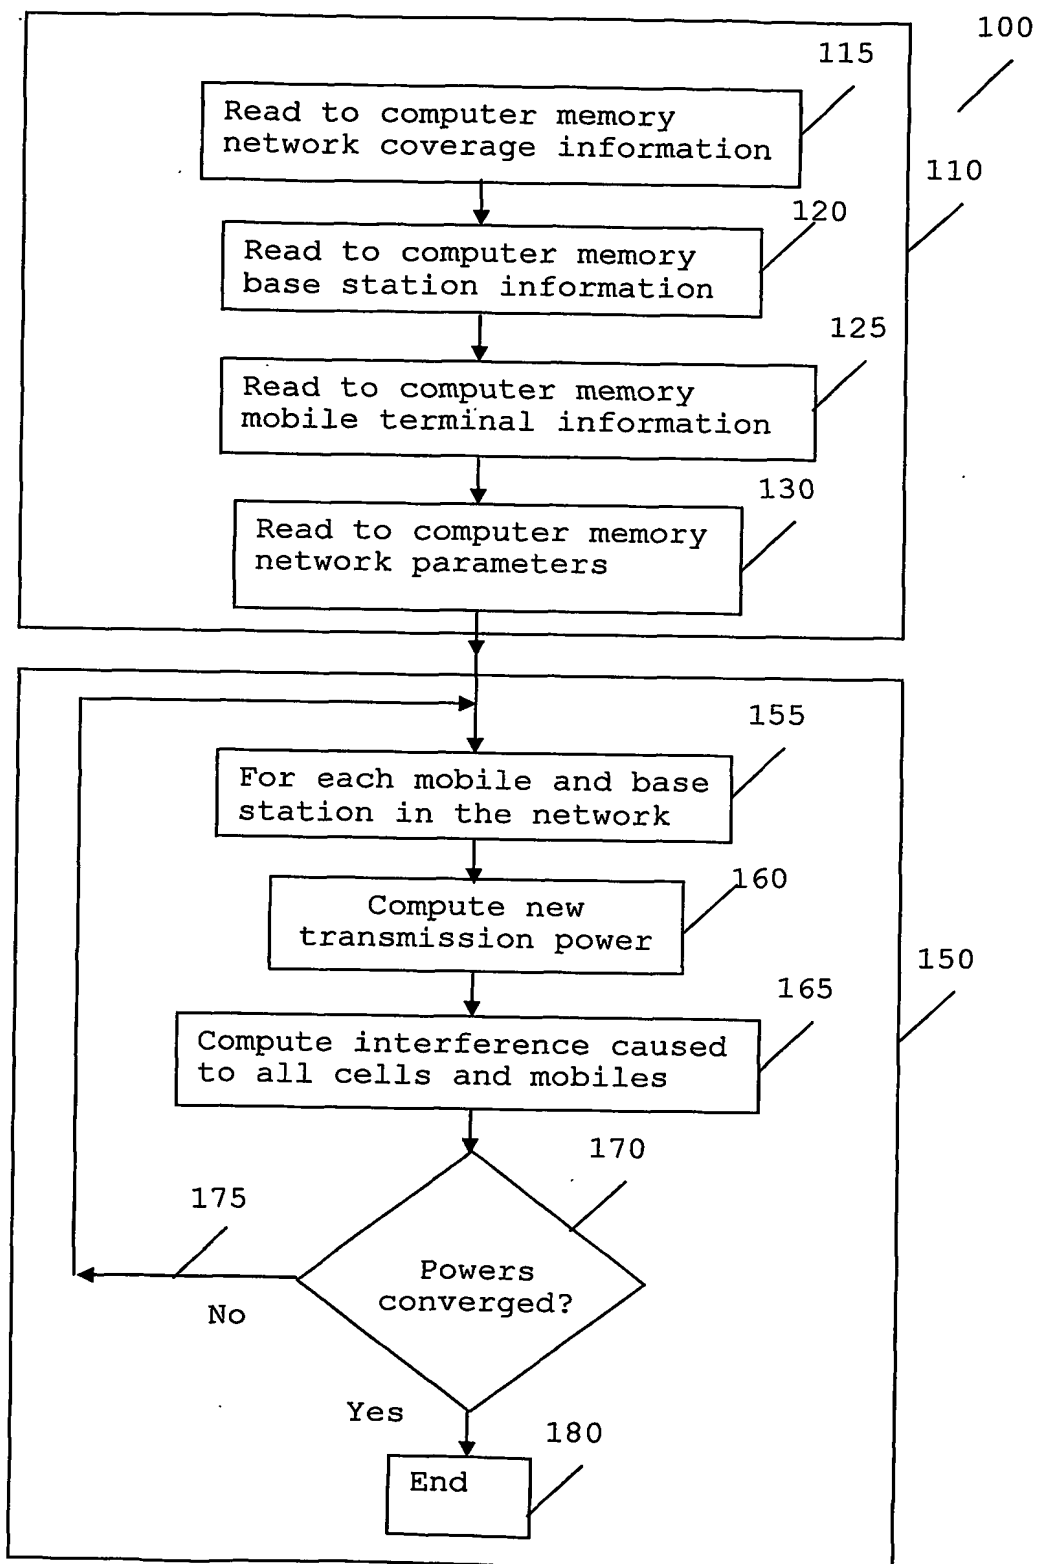 100
115
Read to computer memory
network coverage information
110
120
Read to computer memory
base station information
125
Read to computer memory
mobile terminal information
130
Read to computer memory
network parameters
155
For each mobile and base
station in the network
160
Compute new
transmission power
150
165
Compute interference caused
to all cells and mobiles
170
175
Powers
converged?
No
Yes
180
End